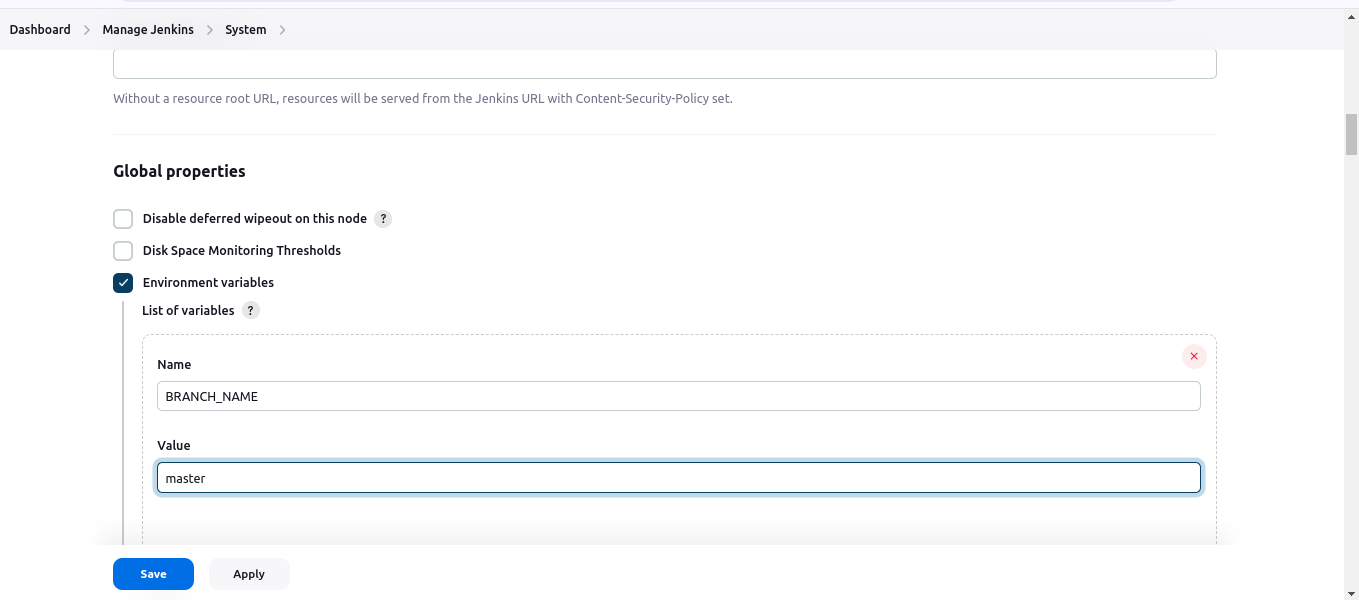 Dashboard > Manage Jenkins > System >
Without a resource root URL, resources will be served from the Jenkins URL with Content-Security-Policy set.
Global properties
Disable deferred wipeout on this node ?
Disk Space Monitoring Thresholds
Environment variables
List of variables ?
Name
BRANCH_NAME
Value
master
Save Apply